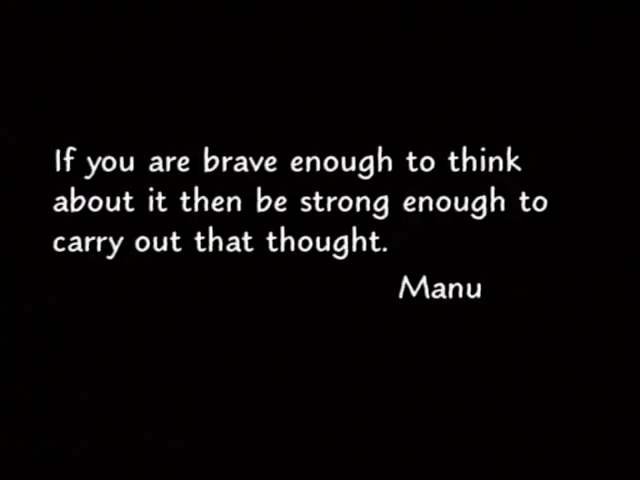 If you are brave enough to think
about it then be strong enough to
carry out that thought.
Manu